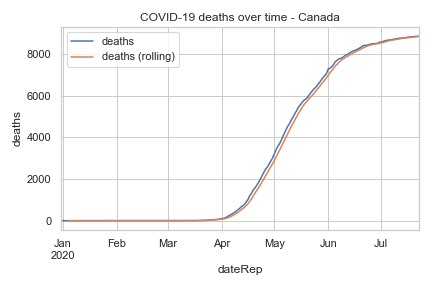 COVID-19 deaths over time - Canada
deaths
deaths (rolling)
8000
6000
4000
2000
0
deaths
Jan Feb Mar Apr May Jun Jul
2020
dateRep